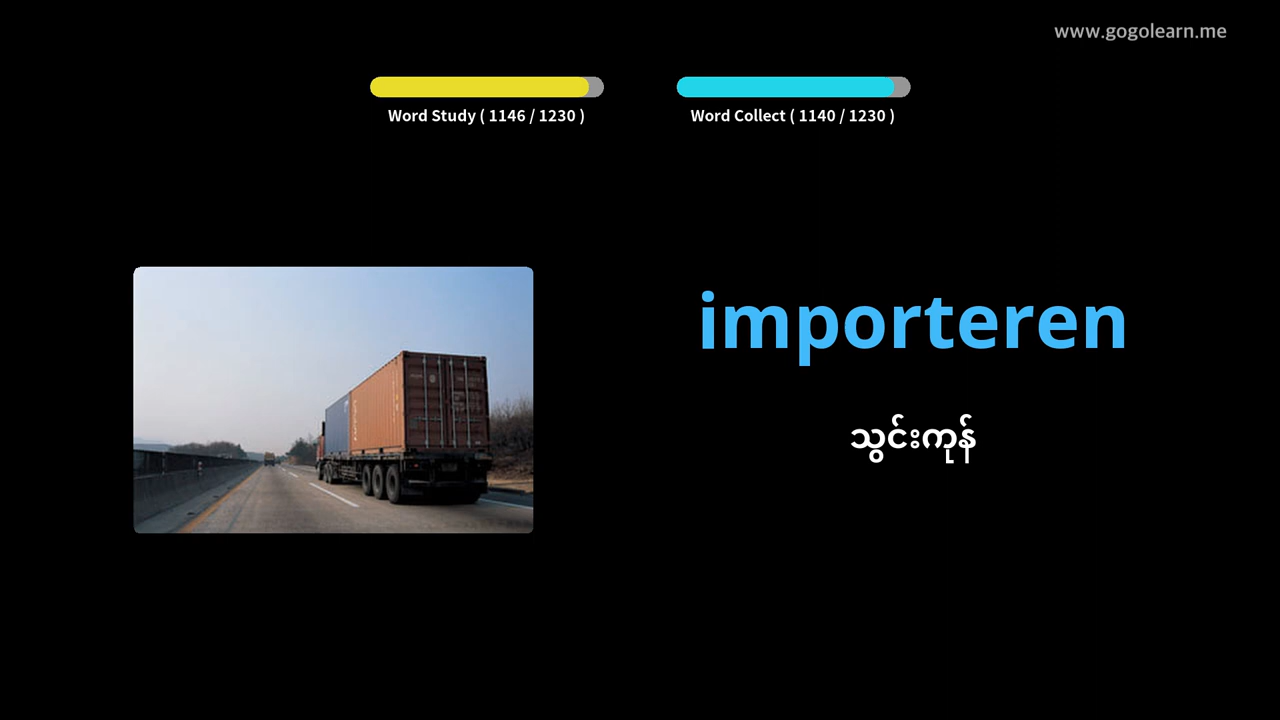 www.gogolearn.me
Word Study ( 1146 / 1230 )
Word Collect ( 1140 / 1230 )
importeren
သွင်းကုန်